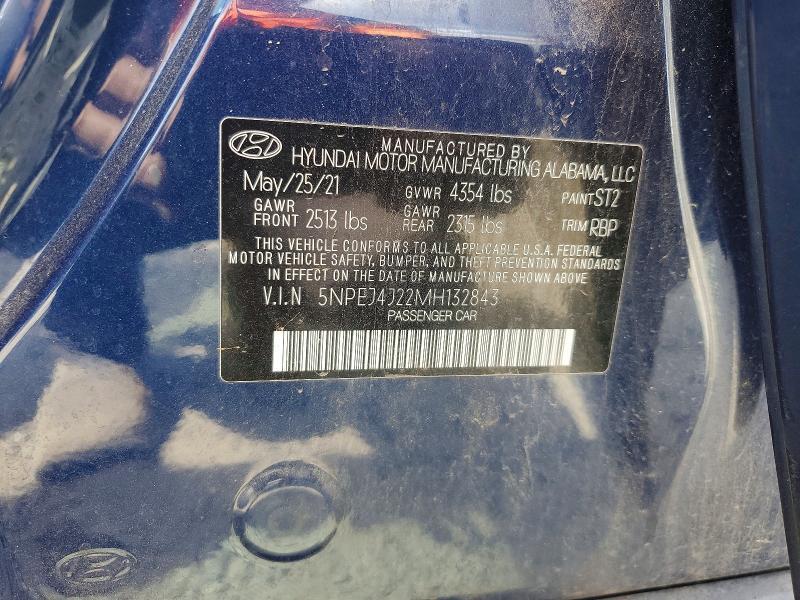 MANUFACTURED BY
HYUNDAI MOTOR MANUFACTURING ALABAMA, LLC
May/25/21 GVWR 4354 lbs PAINT ST2
GAWR FRONT 2513 lbs GAWR REAR 2315 lbs TRIM RBP
THIS VEHICLE CONFORMS TO ALL APPLICABLE U.S.A. FEDERAL
MOTOR VEHICLE SAFETY, BUMPER, AND THEFT PREVENTION STANDARDS
IN EFFECT ON THE DATE OF MANUFACTURE SHOWN ABOVE
V.I.N 5NPEJ4J22MH132843
PASSENGER CAR